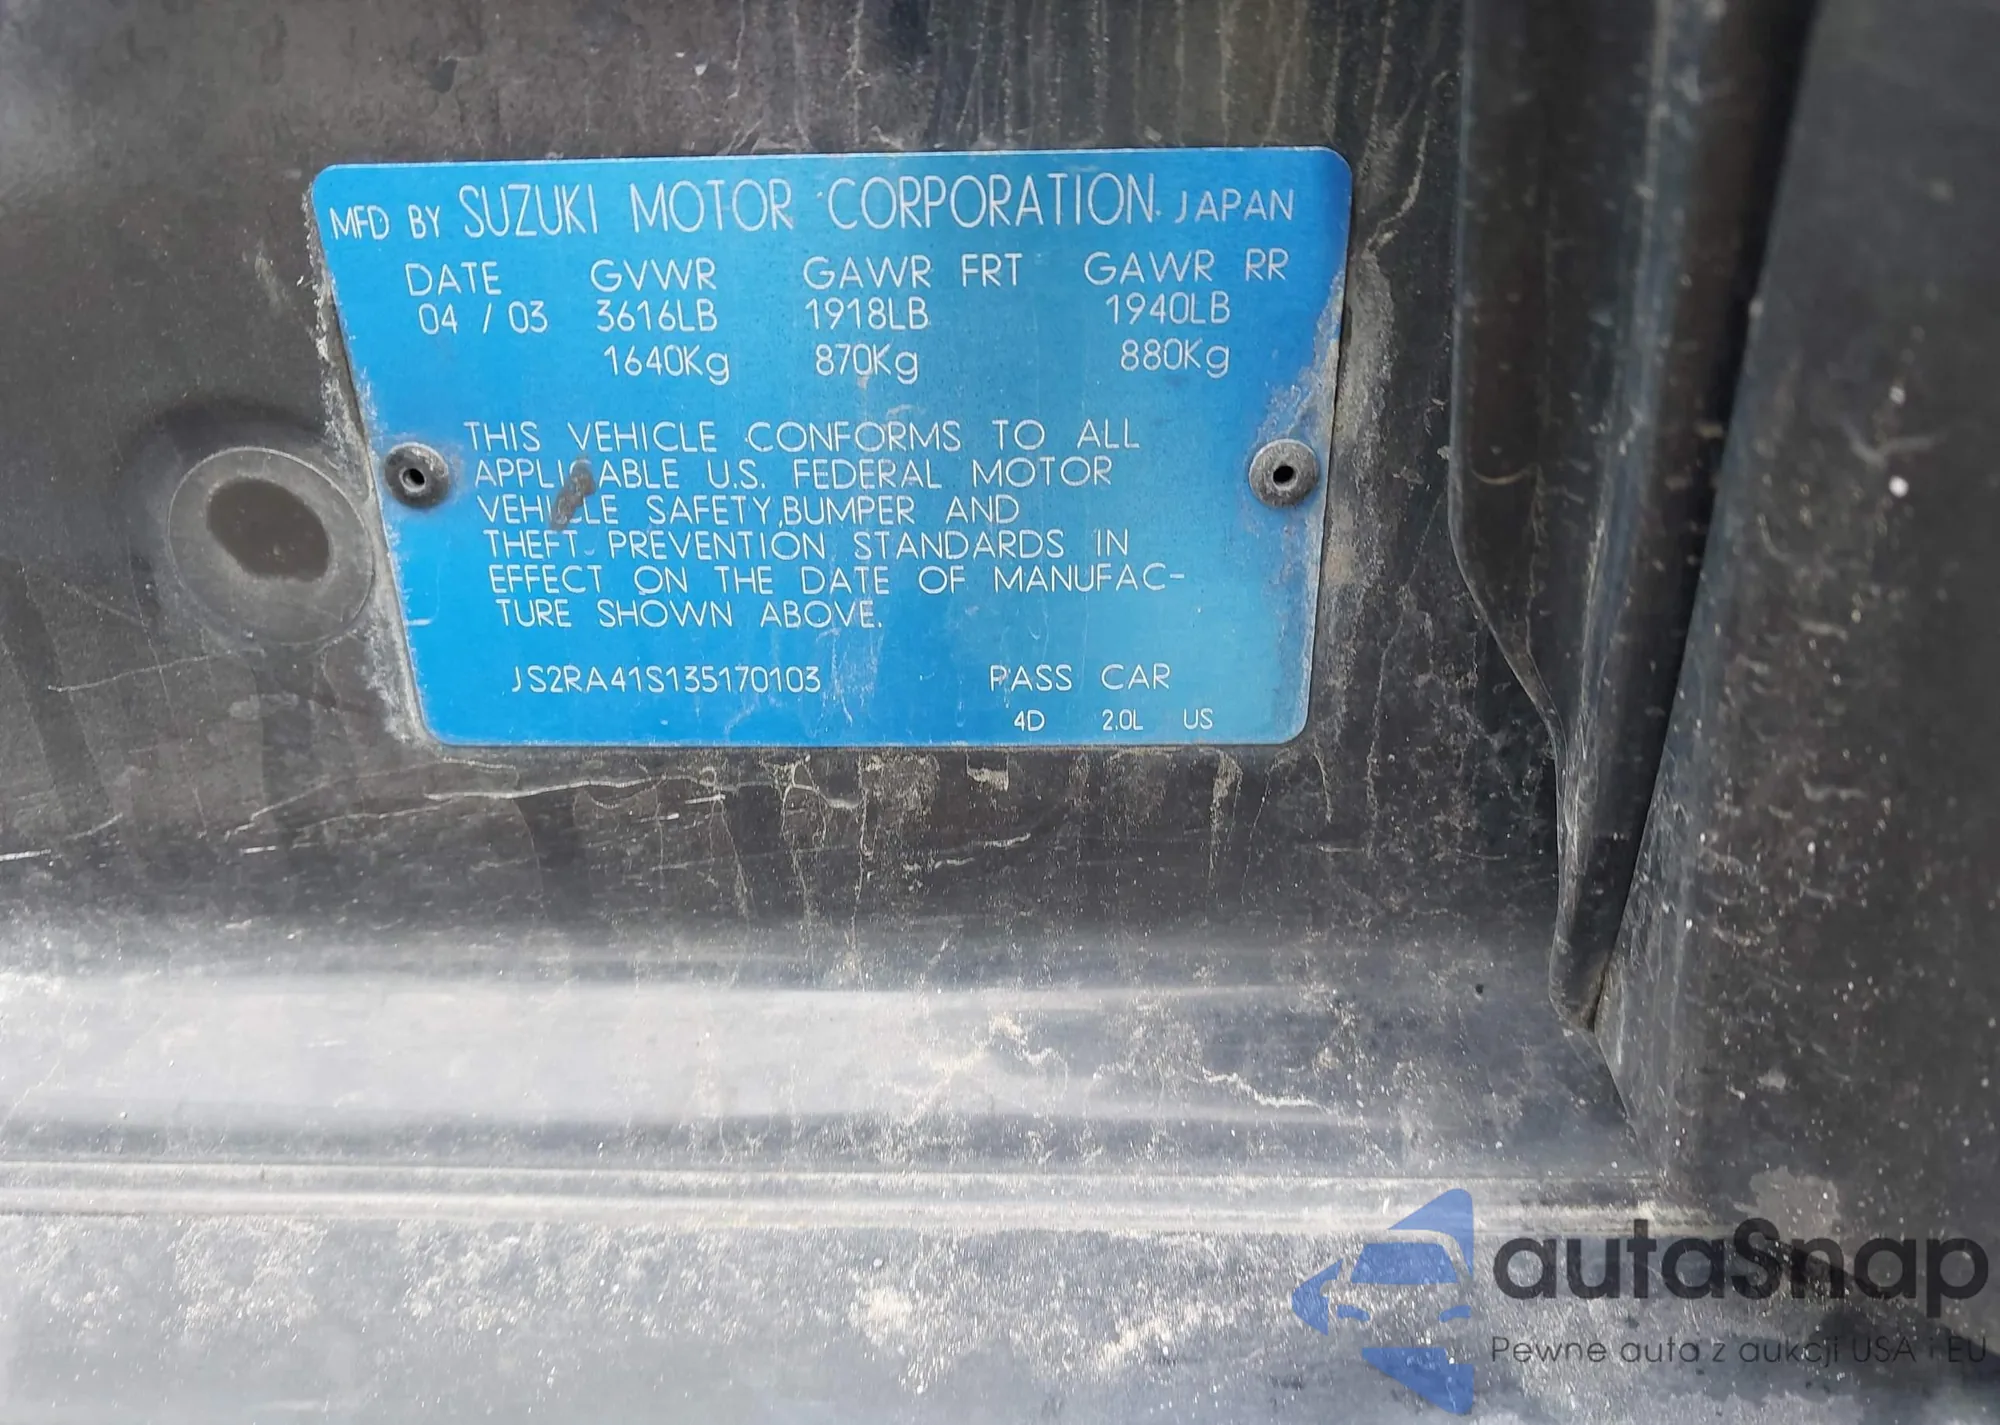 MFD BY SUZUKI MOTOR CORPORATION JAPAN
DATE GVWR GAWR FRT GAWR RR
04 / 03 3616LB 1918LB 1940LB
1640Kg 870Kg 880Kg
THIS VEHICLE CONFORMS TO ALL
APPLICABLE U.S. FEDERAL MOTOR
VEHICLE SAFETY,BUMPER AND
THEFT PREVENTION STANDARDS IN
EFFECT ON THE DATE OF MANUFAC-
TURE SHOWN ABOVE.
JS2RA41S135170103 PASS CAR
4D 2.0L US
autaSnap
Pewne auta z aukcji USA i EU